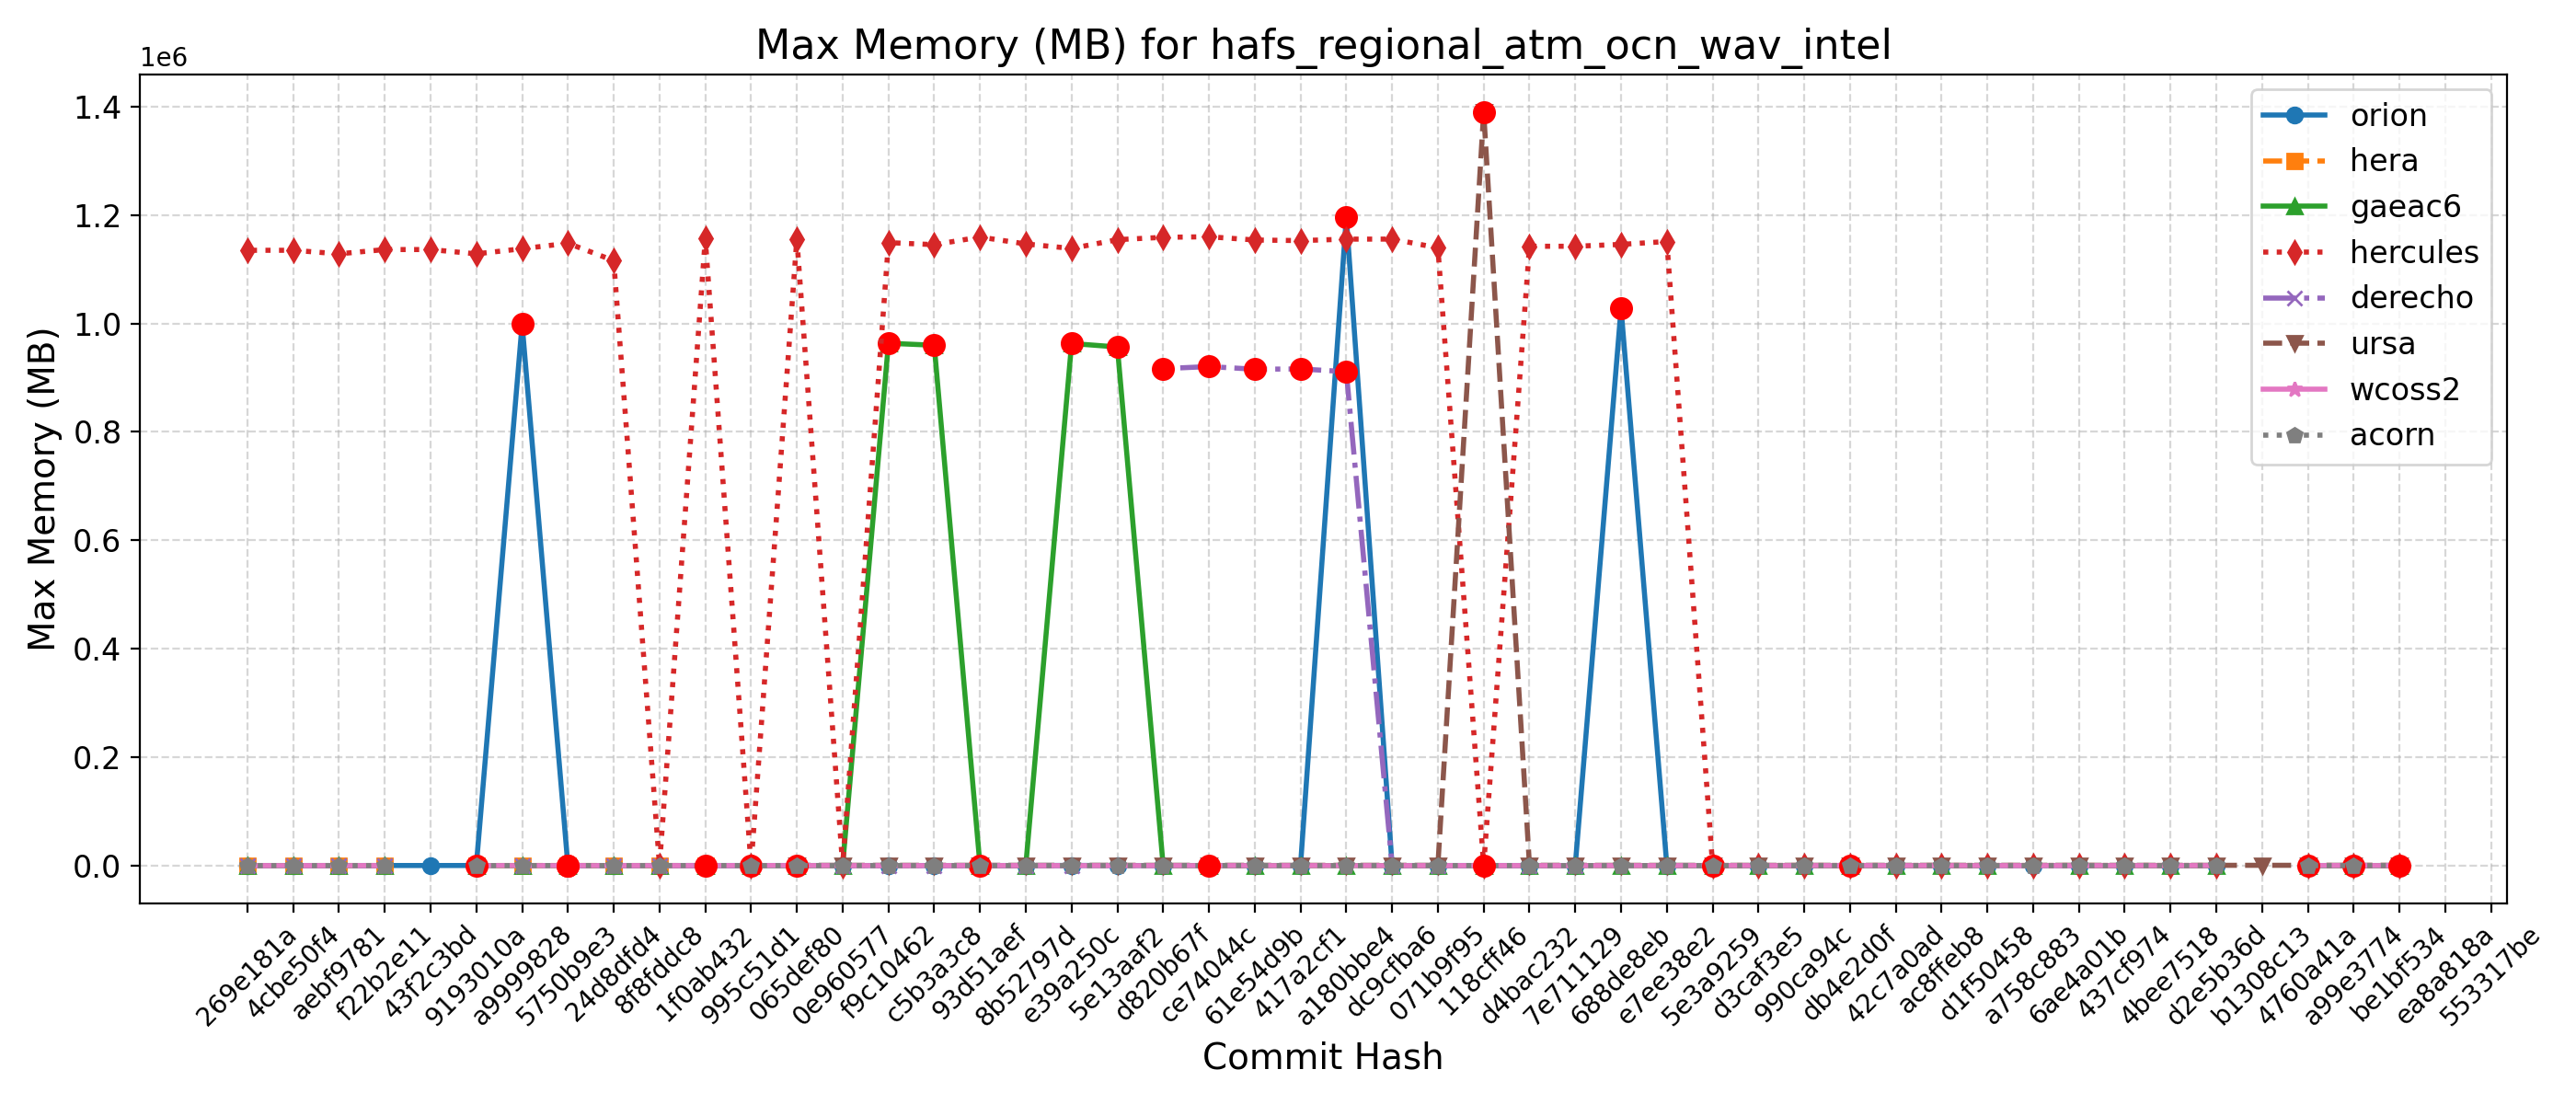 Max Memory (MB) for hafs_regional_atm_ocn_wav_intel
1e6
1.4
1.2
1.0
0.8
0.6
0.4
0.2
0.0
Max Memory (MB)
orion
hera
gaeac6
hercules
derecho
ursa
wcoss2
acorn
269e181a
4cbe50f4
aebf9781
f22b2e11
43f2c3bd
9193010a
a9999828
5750b9e3
24d8dfd4
8f8fddc8
1f0ab432
995c51d1
065def80
0e960577
f9c10462
c5b3a3c8
93d51aef
8b52797d
e39a250c
5e13aaf2
d820b67f
ce74044c
61e54d9b
417a2cf1
a180bbe4
dc9cfba6
071b9f95
118cff46
d4bac232
7e711129
688de8eb
e7ee38e2
5e3a9259
d3caf3e5
990ca94c
db4e2d0f
42c7a0ad
ac8ffeb8
d1f50458
a758c883
6ae4a01b
437cf974
4bee7518
d2e5b36d
b1308c13
4760a41a
a99e3774
be1bf534
ea8a818a
553317be
Commit Hash